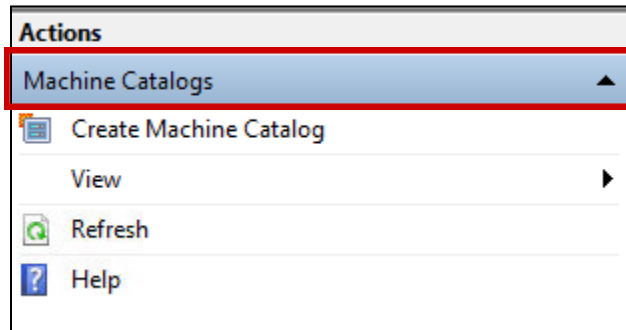 Actions
Machine Catalogs
Create Machine Catalog
View
Refresh
? Help